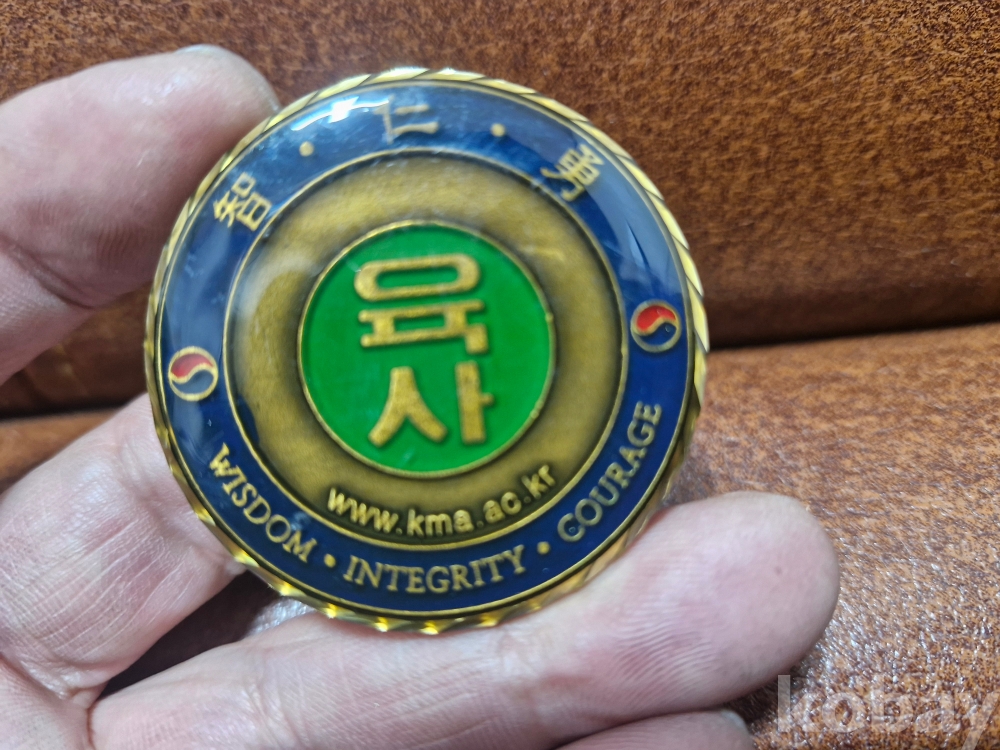 智 · 仁 · 勇
육
사
www.kma.ac.kr
WISDOM · INTEGRITY · COURAGE
kobay